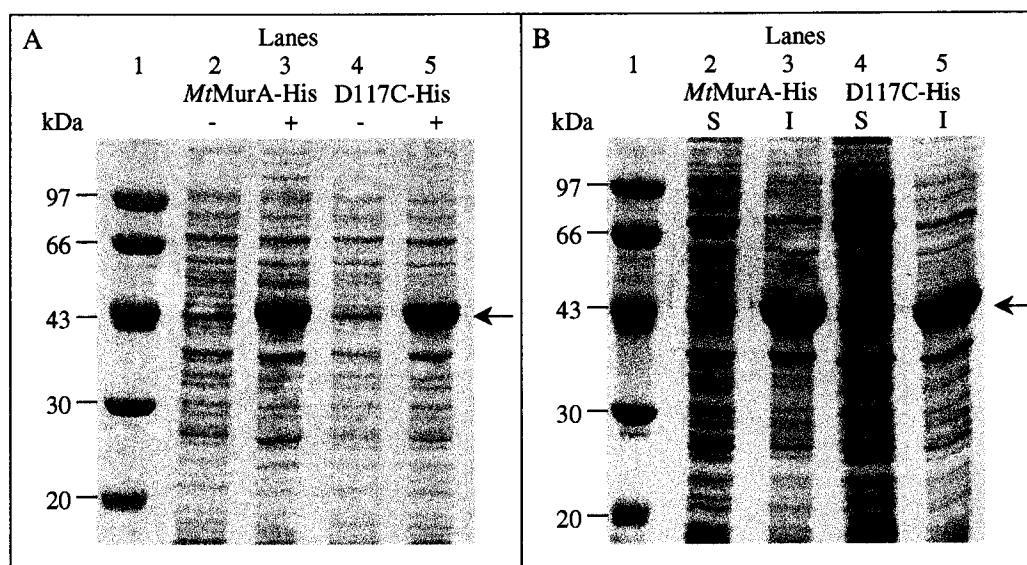 A
Lanes
1 2 3 4 5
MtMurA-His D117C-His
kDa - + - +
97
66
43
30
20
B
Lanes
1 2 3 4 5
MtMurA-His D117C-His
kDa S I S I
97
66
43
30
20